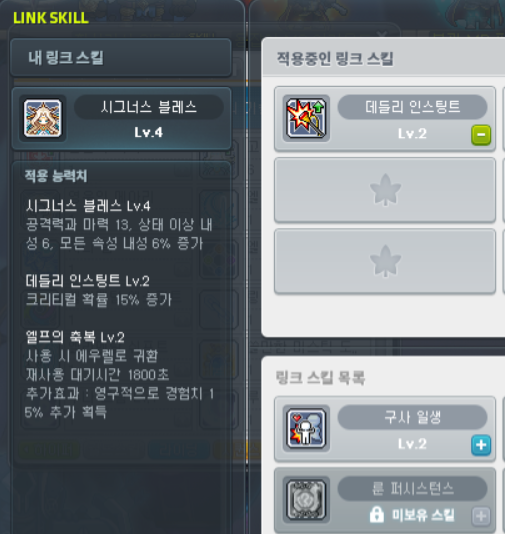 LINK SKILL
내 링크 스킬
시그너스 블레스
Lv.4
적용 능력치
시그너스 블레스 Lv.4
공격력과 마력 13, 상태 이상 내
성 6, 모든 속성 내성 6% 증가
데들리 인스팅트 Lv.2
크리티컬 확률 15% 증가
엘프의 축복 Lv.2
사용 시 에우렐로 귀환
재사용 대기시간 1800초
추가효과 : 영구적으로 경험치 1
5% 추가 획득
적용중인 링크 스킬
데들리 인스팅트
Lv.2
링크 스킬 목록
구사 일생
Lv.2
룬 퍼시스턴스
미보유 스킬